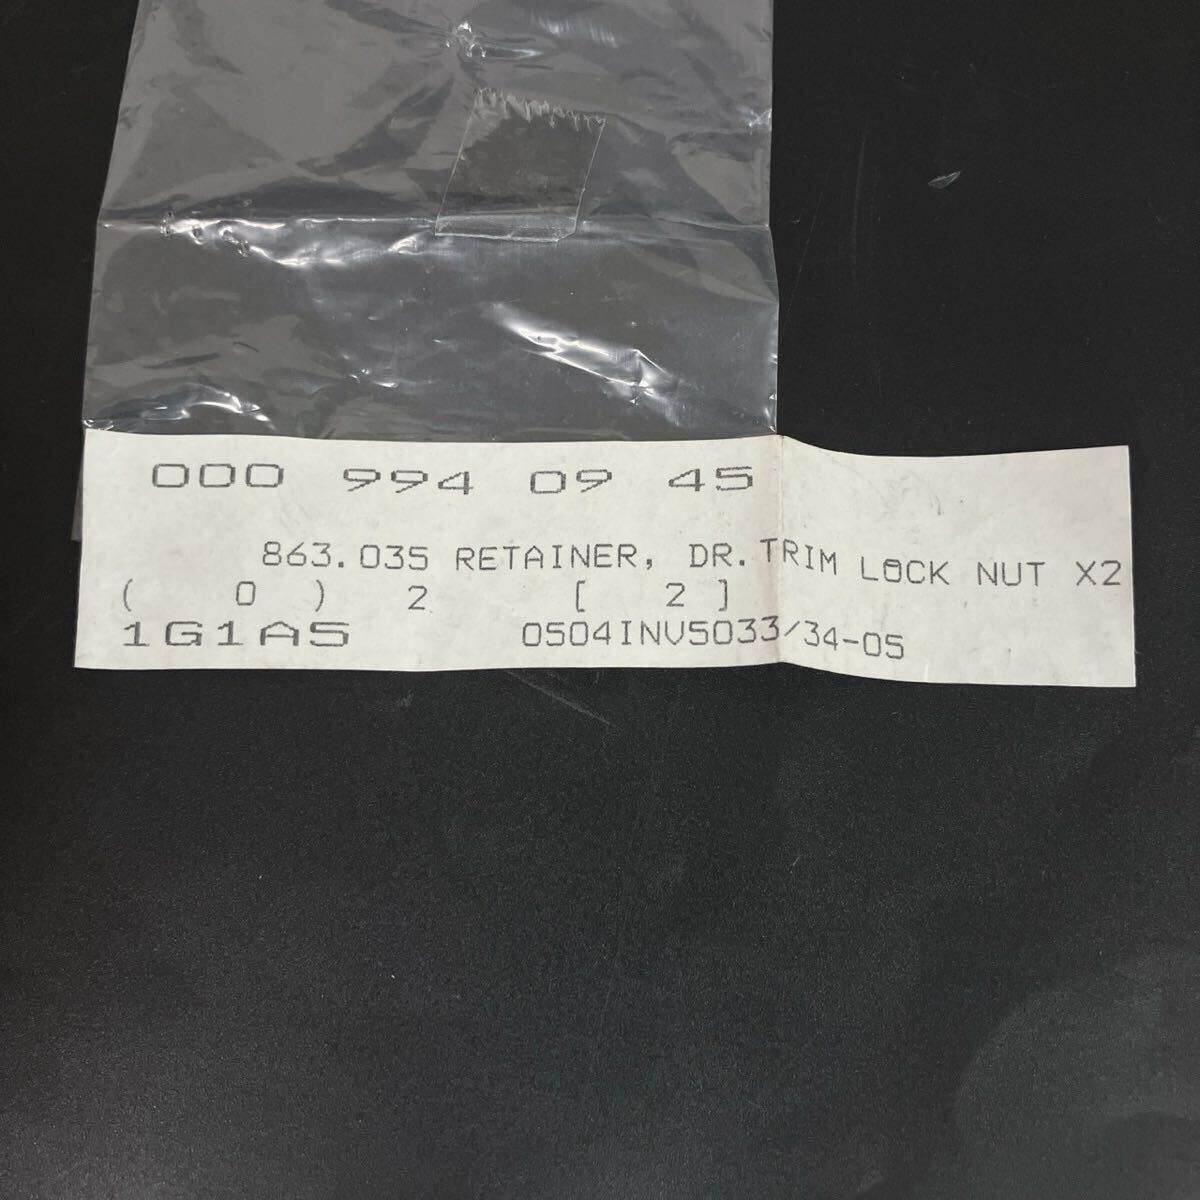 000 994 09 45
863.035 RETAINER, DR.TRIM LOCK NUT X2
( 0 ) 2 [ 2 ]
1G1A5 0504INV5033/34-05